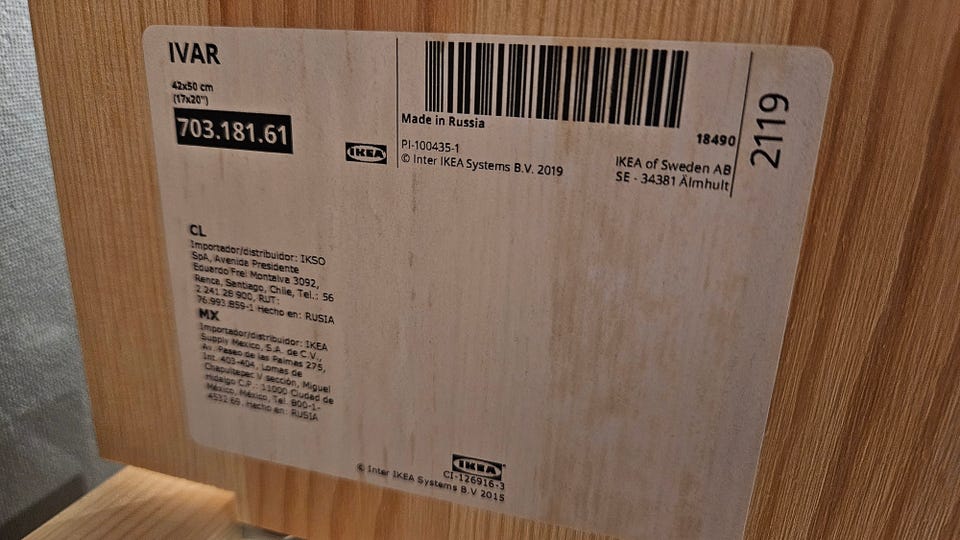 IVAR
42x50 cm
(17x20")
703.181.61
IKEA
Made in Russia
PI-100435-1
© Inter IKEA Systems B.V. 2019
18490
IKEA of Sweden AB
SE - 34381 Älmhult
2119
CL
Importador/distribuidor: IKSO
SpA, Avenida Presidente
Eduardo Frei Montalva 3092,
Renca, Santiago, Chile, Tel.: 56
2 241 28 900, RUT:
76.993.859-1 Hecho en: RUSIA
MX
Importador/distribuidor: IKEA
Supply Mexico, S.A. de C.V.,
Av. Paseo de las Palmas 275,
Int. 403-404, Lomas de
Chapultepec V sección, Miguel
Hidalgo C.P.: 11000 Ciudad de
México, México, Tel. 800-1-
4532-69. Hecho en: RUSIA
IKEA
CI-126916-3
© Inter IKEA Systems B.V 2015